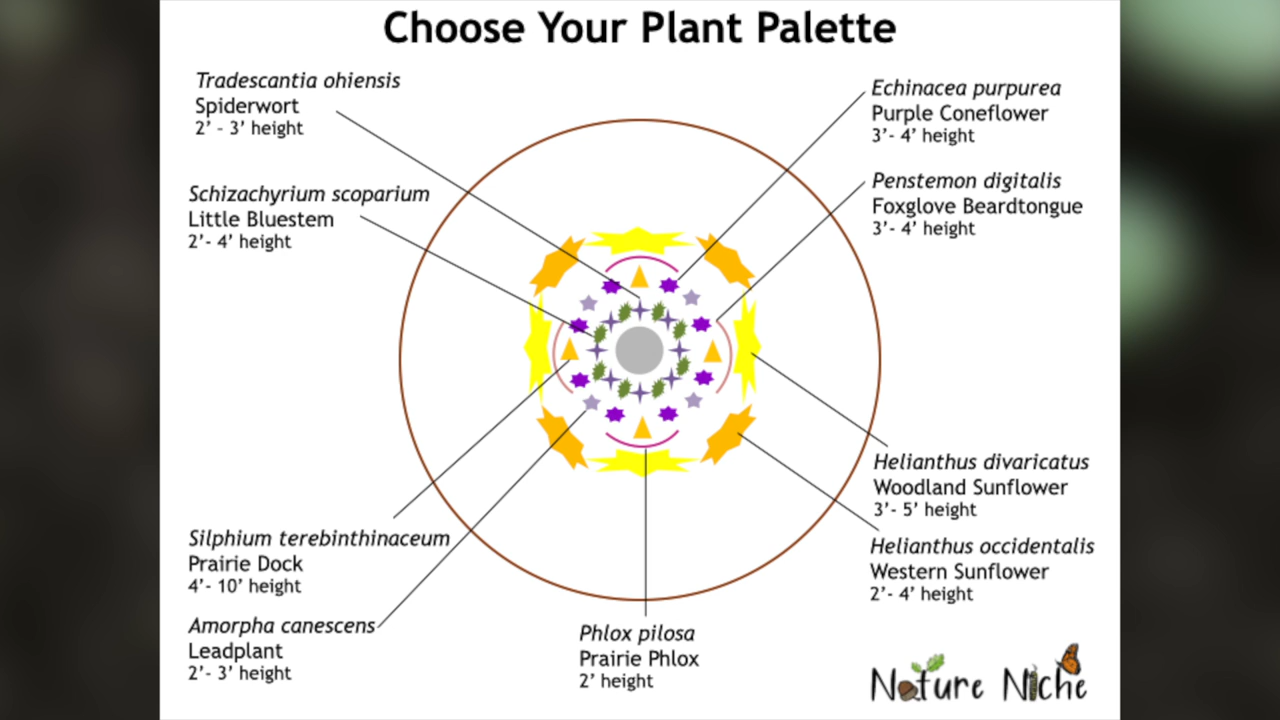 Choose Your Plant Palette
Tradescantia ohiensis
Spiderwort
2’ - 3’ height
Schizachyrium scoparium
Little Bluestem
2’- 4’ height
Echinacea purpurea
Purple Coneflower
3’- 4’ height
Penstemon digitalis
Foxglove Beardtongue
3’- 4’ height
Silphium terebinthinaceum
Prairie Dock
4’- 10’ height
Amorpha canescens
Leadplant
2’- 3’ height
Phlox pilosa
Prairie Phlox
2’ height
Helianthus divaricatus
Woodland Sunflower
3’- 5’ height
Helianthus occidentalis
Western Sunflower
2’- 4’ height
Nature Niche